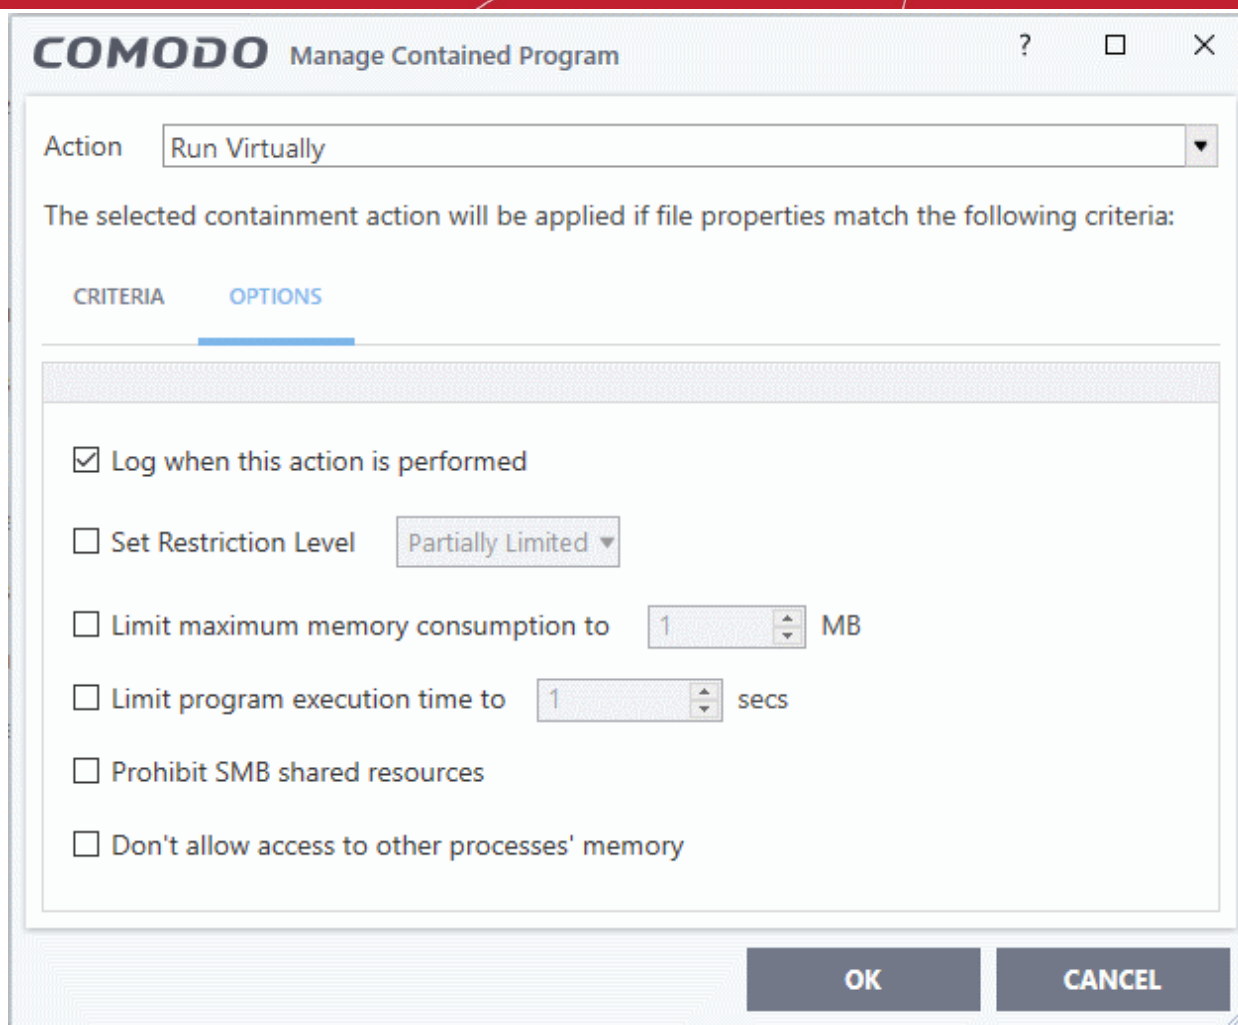 COMODO Manage Contained Program ?
Action Run Virtually
The selected containment action will be applied if file properties match the following criteria:
CRITERIA OPTIONS
Log when this action is performed
Set Restriction Level Partially Limited
Limit maximum memory consumption to 1 MB
Limit program execution time to 1 secs
Prohibit SMB shared resources
Don't allow access to other processes' memory
OK CANCEL